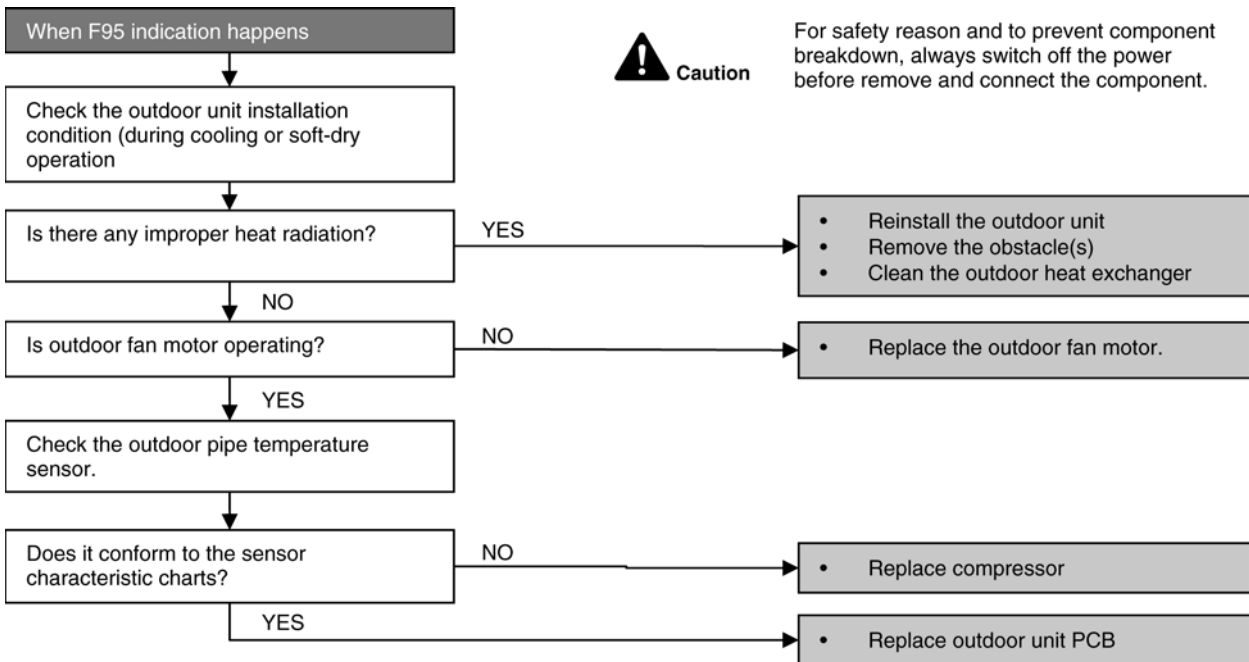 When F95 indication happens
Caution
For safety reason and to prevent component
breakdown, always switch off the power
before remove and connect the component.
Check the outdoor unit installation
condition (during cooling or soft-dry
operation
Is there any improper heat radiation?
YES
• Reinstall the outdoor unit
• Remove the obstacle(s)
• Clean the outdoor heat exchanger
NO
Is outdoor fan motor operating?
NO
• Replace the outdoor fan motor.
YES
Check the outdoor pipe temperature
sensor.
Does it conform to the sensor
characteristic charts?
NO
• Replace compressor
YES
• Replace outdoor unit PCB